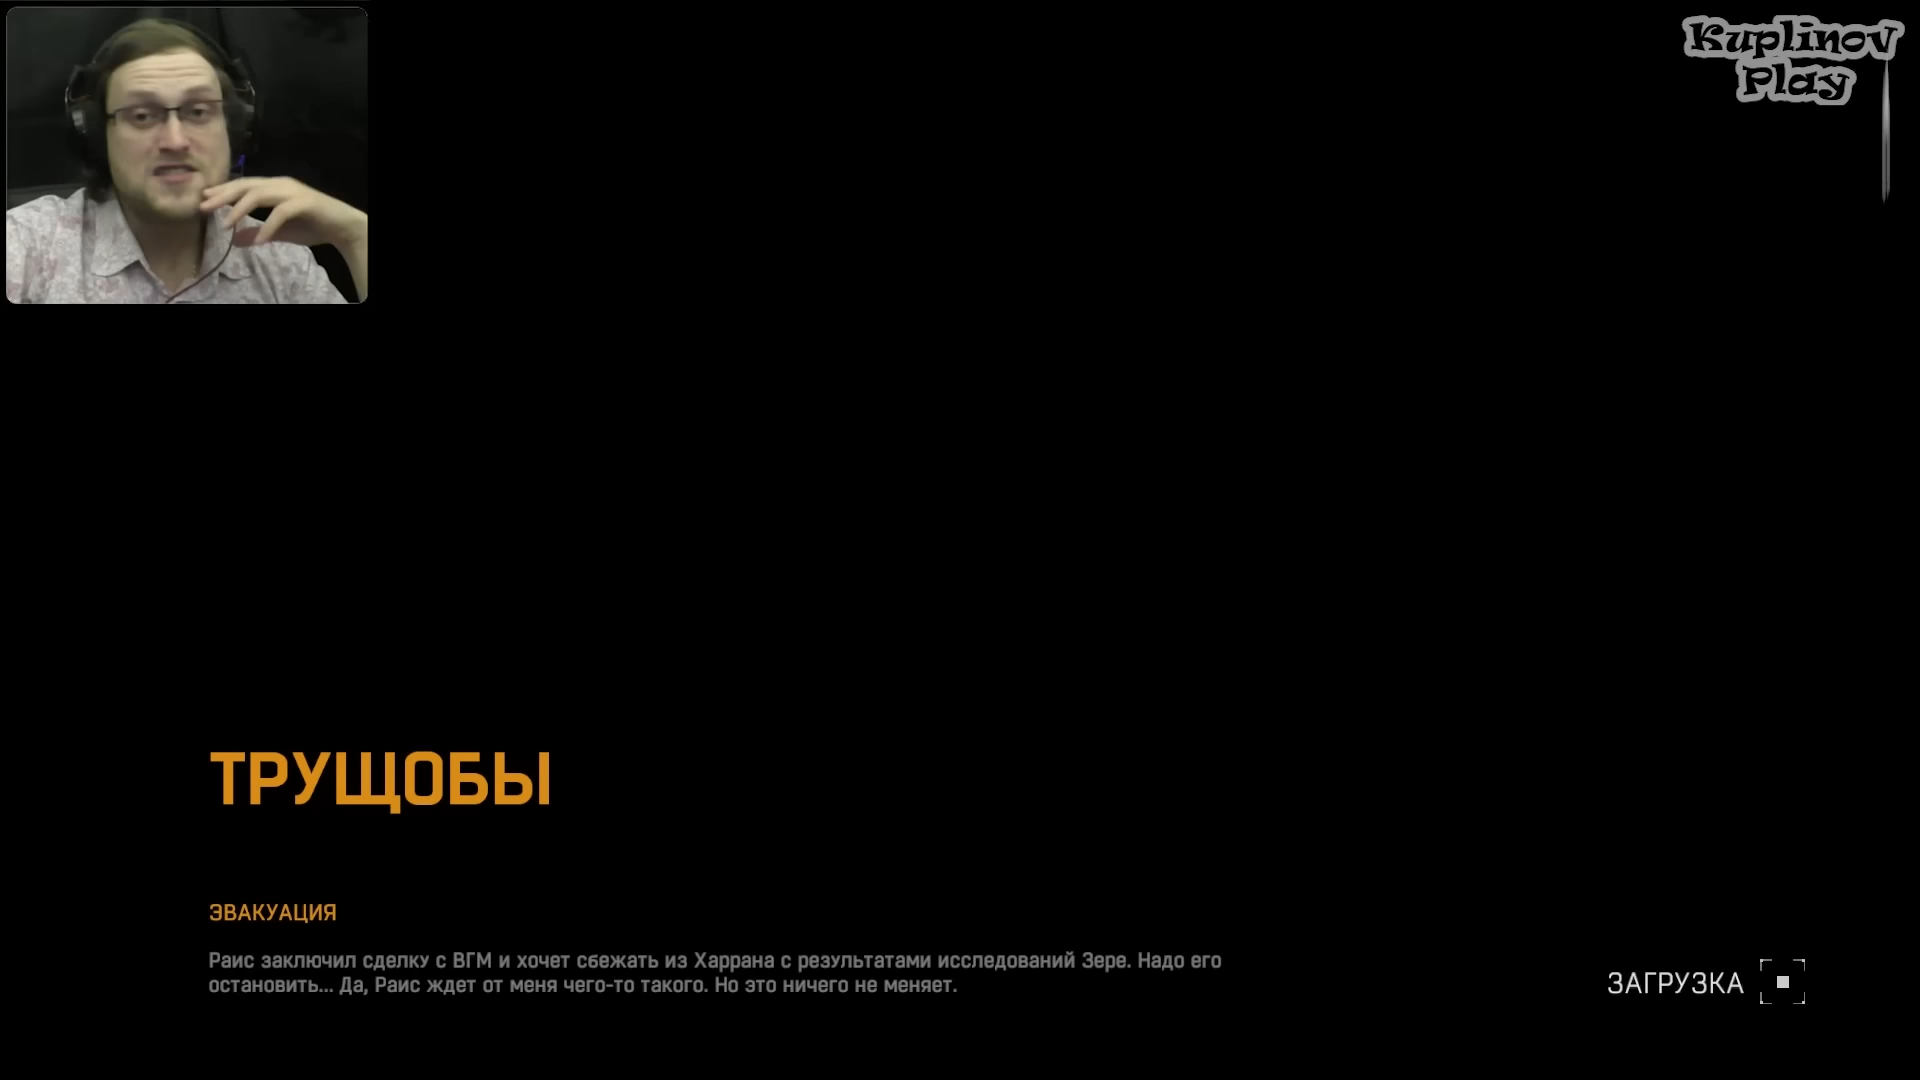 Kuplinov
Play
ТРУЩОБЫ
ЭВАКУАЦИЯ
Раис заключил сделку с ВГМ и хочет сбежать из Харрана с результатами исследований Зере. Надо его
остановить... Да, Раис ждет от меня чего-то такого. Но это ничего не меняет.
ЗАГРУЗКА